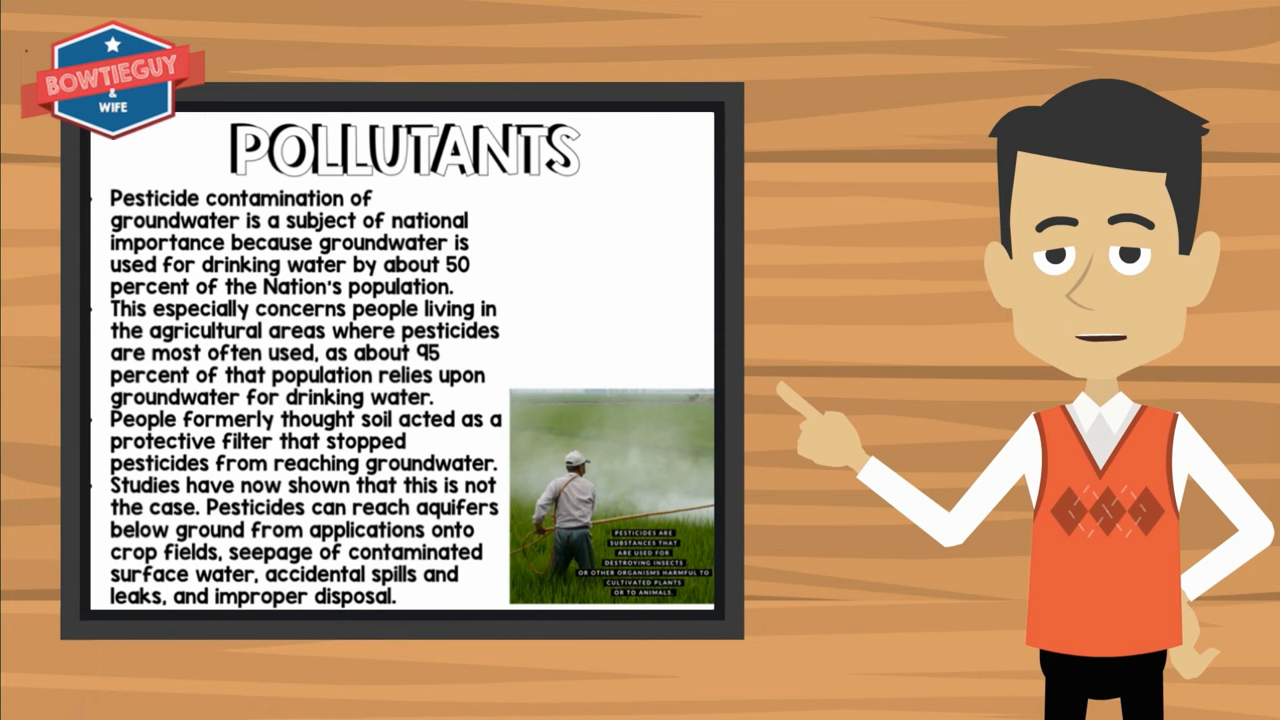 BOWTIEGUY
&
WIFE
POLLUTANTS
Pesticide contamination of
groundwater is a subject of national
importance because groundwater is
used for drinking water by about 50
percent of the Nation's population.
This especially concerns people living in
the agricultural areas where pesticides
are most often used, as about 95
percent of that population relies upon
groundwater for drinking water.
People formerly thought soil acted as a
protective filter that stopped
pesticides from reaching groundwater.
Studies have now shown that this is not
the case. Pesticides can reach aquifers
below ground from applications onto
crop fields, seepage of contaminated
surface water, accidental spills and
leaks, and improper disposal.
PESTICIDES ARE
SUBSTANCES THAT
ARE USED FOR
DESTROYING INSECTS
OR OTHER ORGANISMS HARMFUL TO
CULTIVATED PLANTS
OR TO ANIMALS.